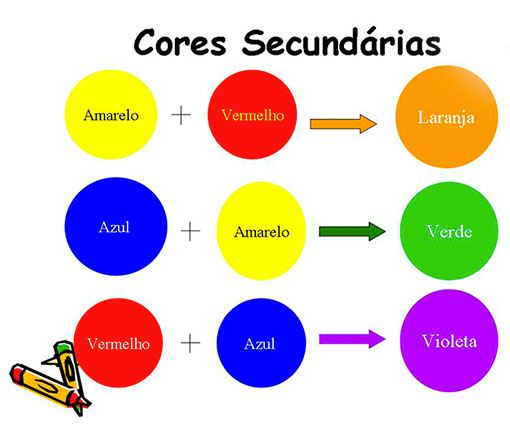 Cores Secundárias
Amarelo + Vermelho Laranja
Azul + Amarelo Verde
Vermelho + Azul Violeta